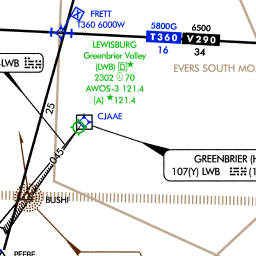 FRETT
T360 6000W
5800G
T360
16
6500
V290
34
LEWISBURG
Greenbrier Valley
(LWB) D★
2302 70
AWOS-3 121.4
(A) ★121.4
EVERS SOUTH MO
LWB
25
CJAAE
045
GREENBRIER (H
107(Y) LWB
BUSHI
PEEBE